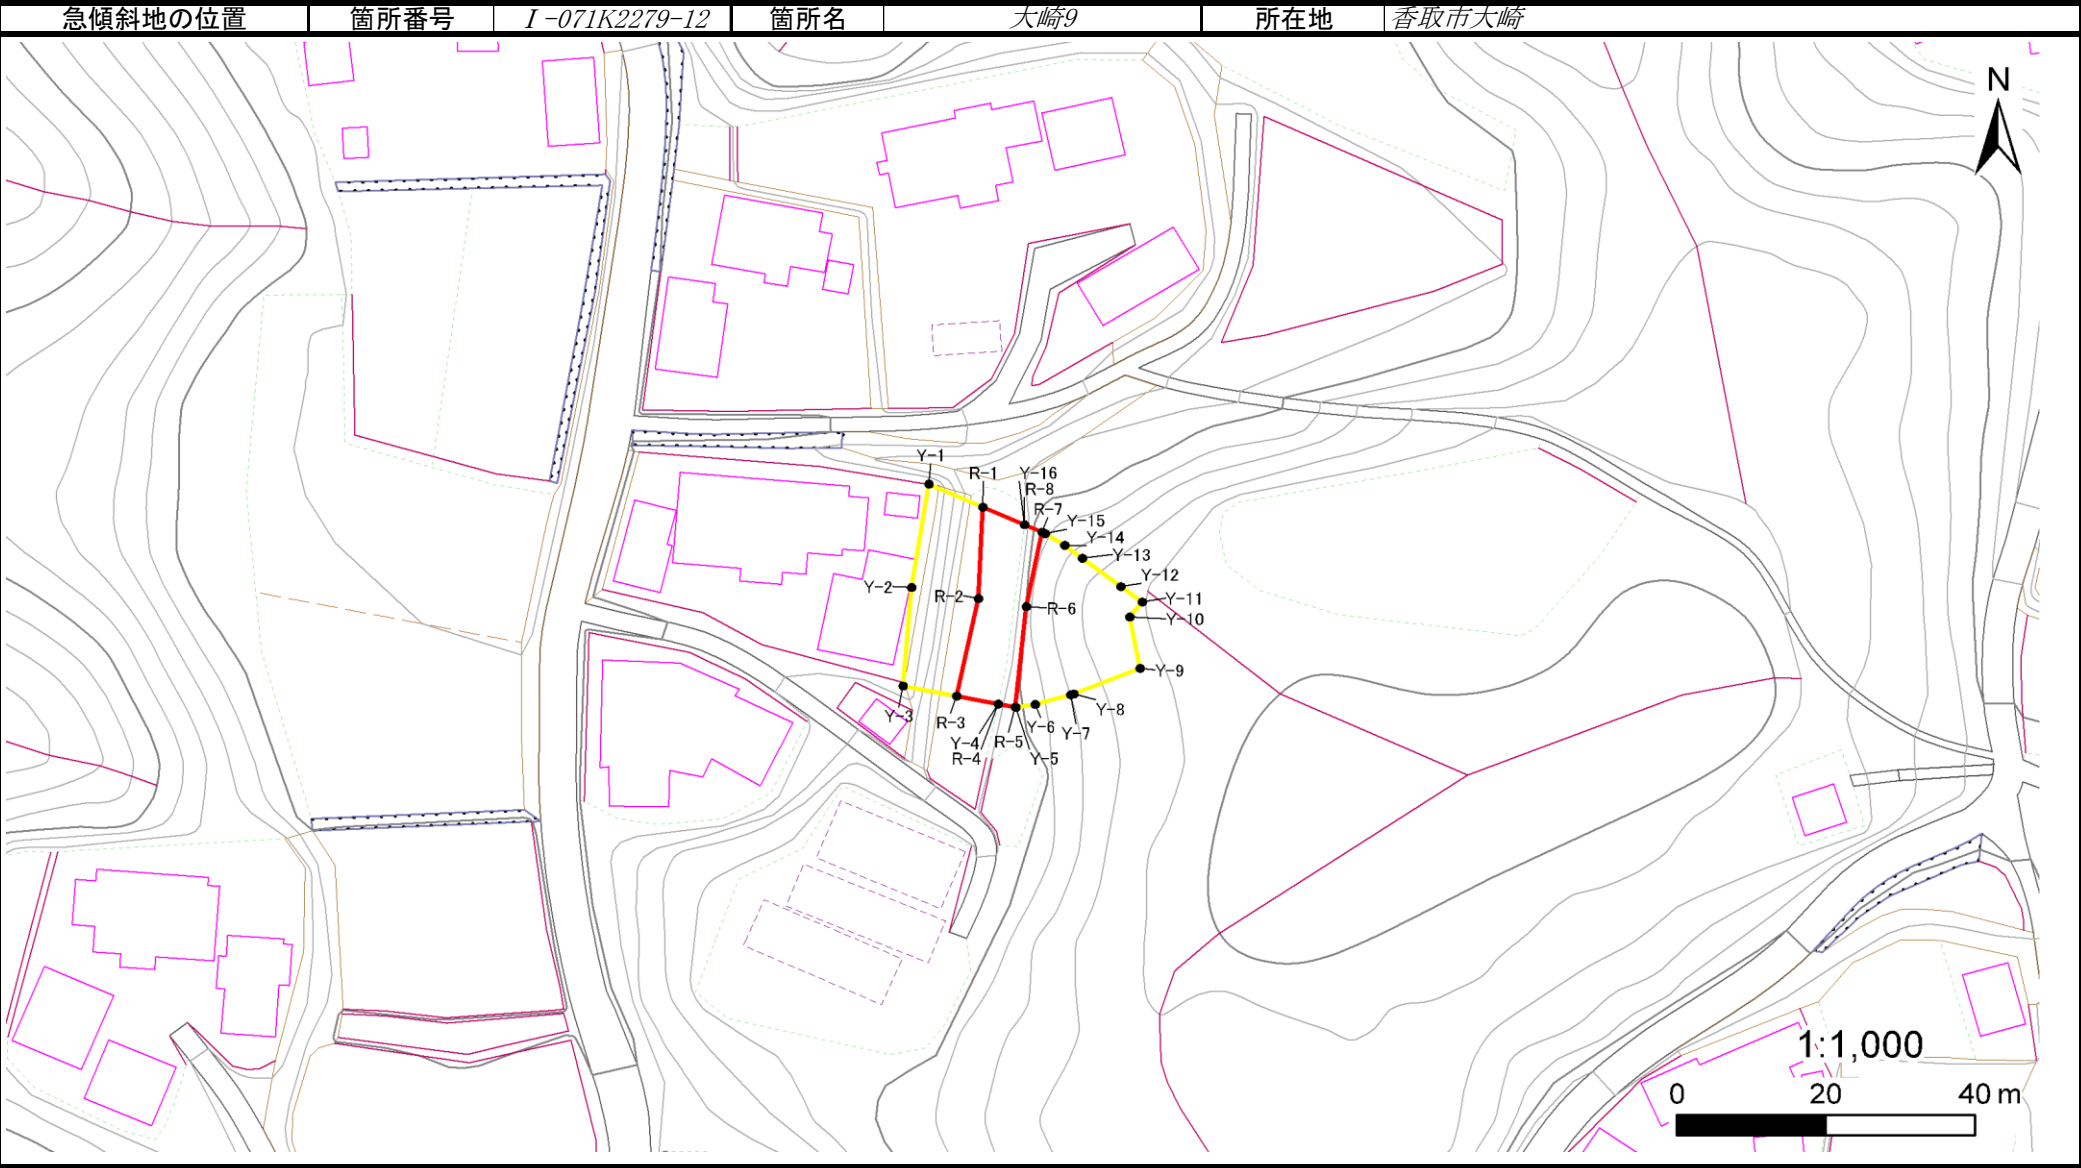 急傾斜地の位置 箇所番号 Ⅰ-071K2279-12 箇所名 大崎9 所在地 香取市大崎
N
Y-1
R-1
Y-16
R-8
R-7
Y-15
Y-14
Y-13
Y-12
Y-11
Y-10
Y-2
R-2
R-6
Y-9
Y-3
R-3
Y-4
R-4
R-5
Y-5
Y-6
Y-7
Y-8
1:1,000
0 20 40 m